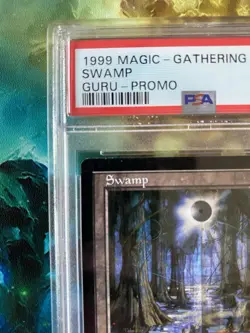 1999 MAGIC - GATHERING
SWAMP
GURU - PROMO
PSA
Swamp